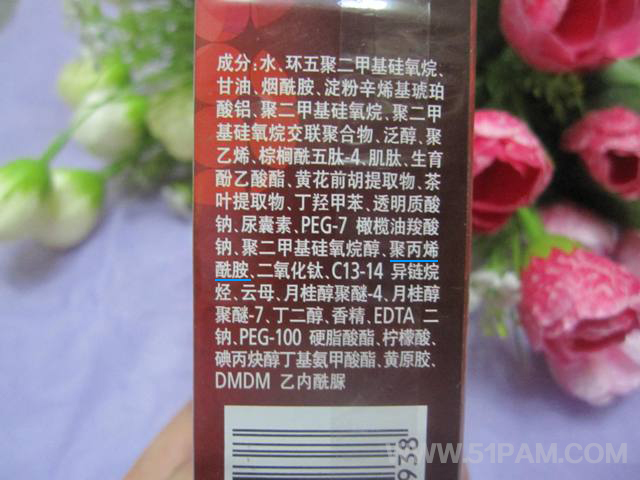 成分:水、环五聚二甲基硅氧烷、
甘油、烟酰胺、淀粉辛烯基琥珀
酸铝、聚二甲基硅氧烷、聚二甲
基硅氧烷交联聚合物、泛醇、聚
乙烯、棕榈酰五肽-4、肌肽、生育
酚乙酸酯、黄花前胡提取物、茶
叶提取物、丁羟甲苯、透明质酸
钠、尿囊素、PEG-7 橄榄油羧酸
钠、聚二甲基硅氧烷醇、聚丙烯
酰胺、二氧化钛、C13-14 异链烷
烃、云母、月桂醇聚醚-4、月桂醇
聚醚-7、丁二醇、香精、EDTA 二
钠、PEG-100 硬脂酸酯、柠檬酸、
碘丙炔醇丁基氨甲酸酯、黄原胶、
DMDM 乙内酰脲
938
WWW.51PAM.COM